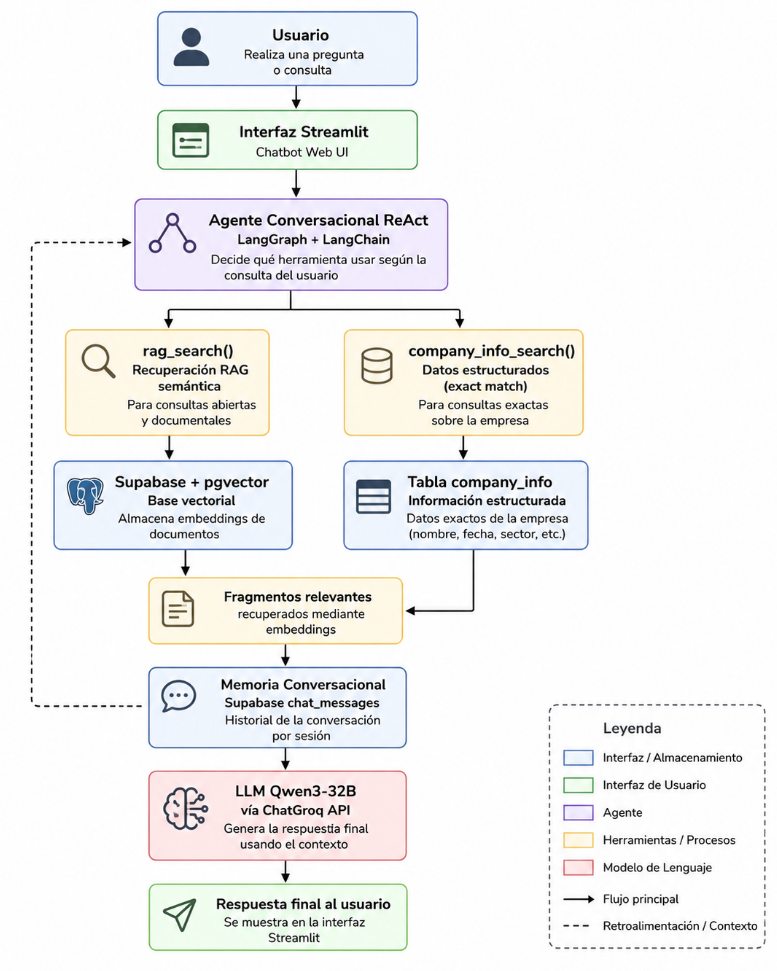 Usuario
Realiza una pregunta
o consulta
Interfaz Streamlit
Chatbot Web UI
Agente Conversacional ReAct
LangGraph + LangChain
Decide qué herramienta usar según la
consulta del usuario
rag_search()
Recuperación RAG
semántica
Para consultas abiertas
y documentales
company_info_search()
Datos estructurados
(exact match)
Para consultas exactas
sobre la empresa
Supabase + pgvector
Base vectorial
Almacena embeddings de
documentos
Tabla company_info
Información estructurada
Datos exactos de la empresa
(nombre, fecha, sector, etc.)
Fragmentos relevantes
recuperados mediante
embeddings
Memoria Conversacional
Supabase chat_messages
Historial de la conversación
por sesión
LLM Qwen3-32B
vía ChatGroq API
Genera la respuestia final
usando el contexto
Respuesta final al usuario
Se muestra en la interfaz
Streamlit
Leyenda
Interfaz / Almacenamiento
Interfaz de Usuario
Agente
Herramientas / Procesos
Modelo de Lenguaje
Flujo principal
Retroalimentación / Contexto